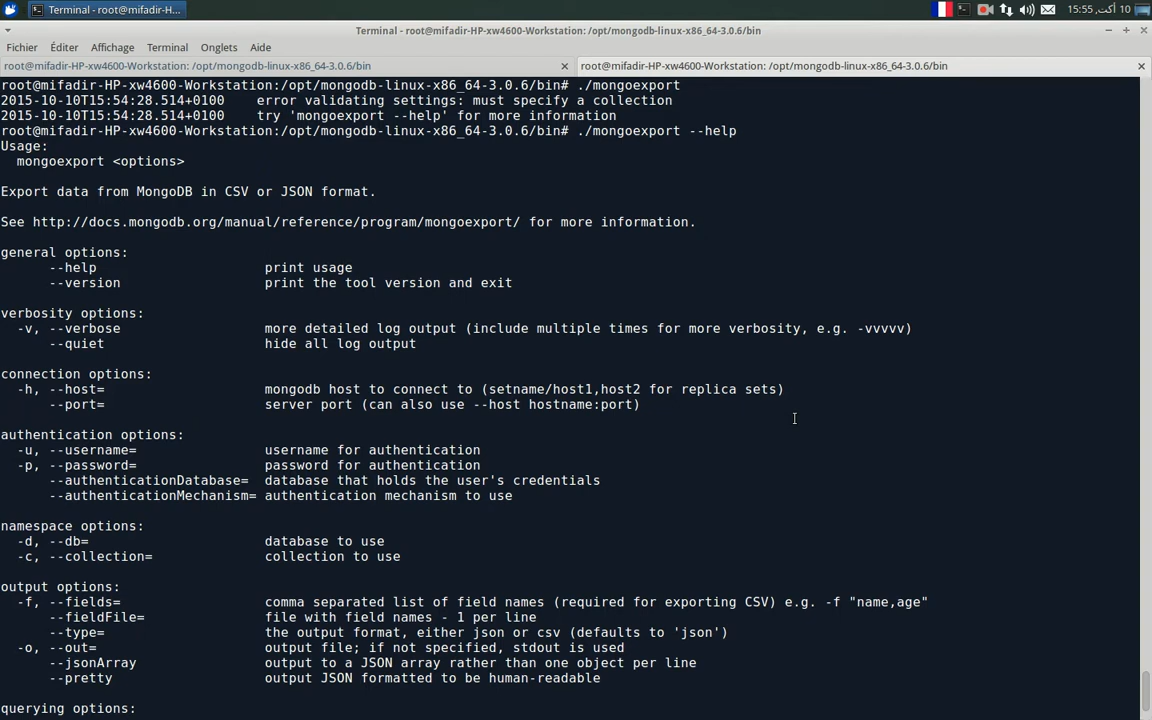 Terminal - root@mifadir-H...
15:55 10 أكت,
Terminal - root@mifadir-HP-xw4600-Workstation: /opt/mongodb-linux-x86_64-3.0.6/bin
Fichier Éditer Affichage Terminal Onglets Aide
root@mifadir-HP-xw4600-Workstation: /opt/mongodb-linux-x86_64-3.0.6/bin
root@mifadir-HP-xw4600-Workstation: /opt/mongodb-linux-x86_64-3.0.6/bin
root@mifadir-HP-xw4600-Workstation:/opt/mongodb-linux-x86_64-3.0.6/bin# ./mongoexport
2015-10-10T15:54:28.514+0100    error validating settings: must specify a collection
2015-10-10T15:54:28.514+0100    try 'mongoexport --help' for more information
root@mifadir-HP-xw4600-Workstation:/opt/mongodb-linux-x86_64-3.0.6/bin# ./mongoexport --help
Usage:
  mongoexport <options>
Export data from MongoDB in CSV or JSON format.
See http://docs.mongodb.org/manual/reference/program/mongoexport/ for more information.
general options:
      --help                     print usage
      --version                  print the tool version and exit
verbosity options:
  -v, --verbose                  more detailed log output (include multiple times for more verbosity, e.g. -vvvvv)
      --quiet                    hide all log output
connection options:
  -h, --host=                    mongodb host to connect to (setname/host1,host2 for replica sets)
      --port=                    server port (can also use --host hostname:port)
authentication options:
  -u, --username=                username for authentication
  -p, --password=                password for authentication
      --authenticationDatabase=  database that holds the user's credentials
      --authenticationMechanism= authentication mechanism to use
namespace options:
  -d, --db=                      database to use
  -c, --collection=              collection to use
output options:
  -f, --fields=                  comma separated list of field names (required for exporting CSV) e.g. -f "name,age"
      --fieldFile=               file with field names - 1 per line
      --type=                    the output format, either json or csv (defaults to 'json')
  -o, --out=                     output file; if not specified, stdout is used
      --jsonArray                output to a JSON array rather than one object per line
      --pretty                   output JSON formatted to be human-readable
querying options: